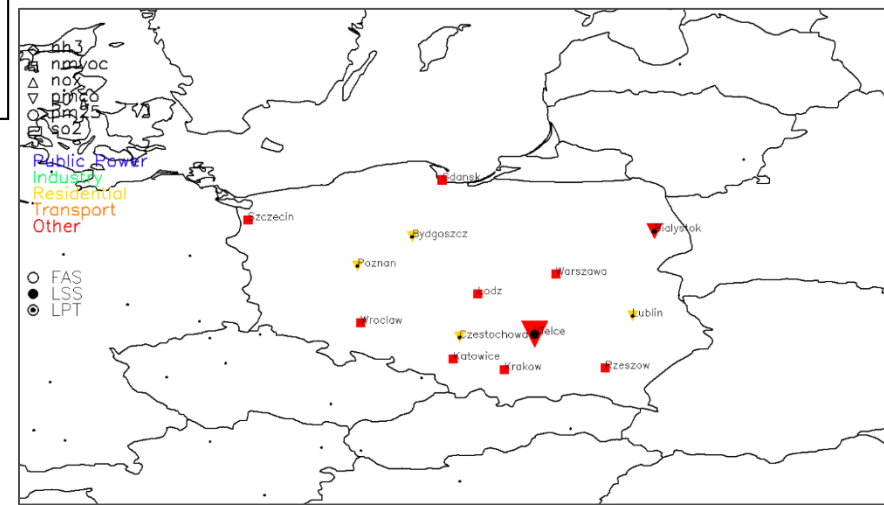 nh3
nmvoc
nox
pmco
pm25
so2
Public Power
Industry
Residential
Transport
Other
FAS
LSS
LPT
Gdansk
Szczecin
Bydgoszcz
Bialystok
Poznan
Warszawa
Lodz
Wroclaw
Lublin
Czestochowa
Kielce
Katowice
Krakow
Rzeszow